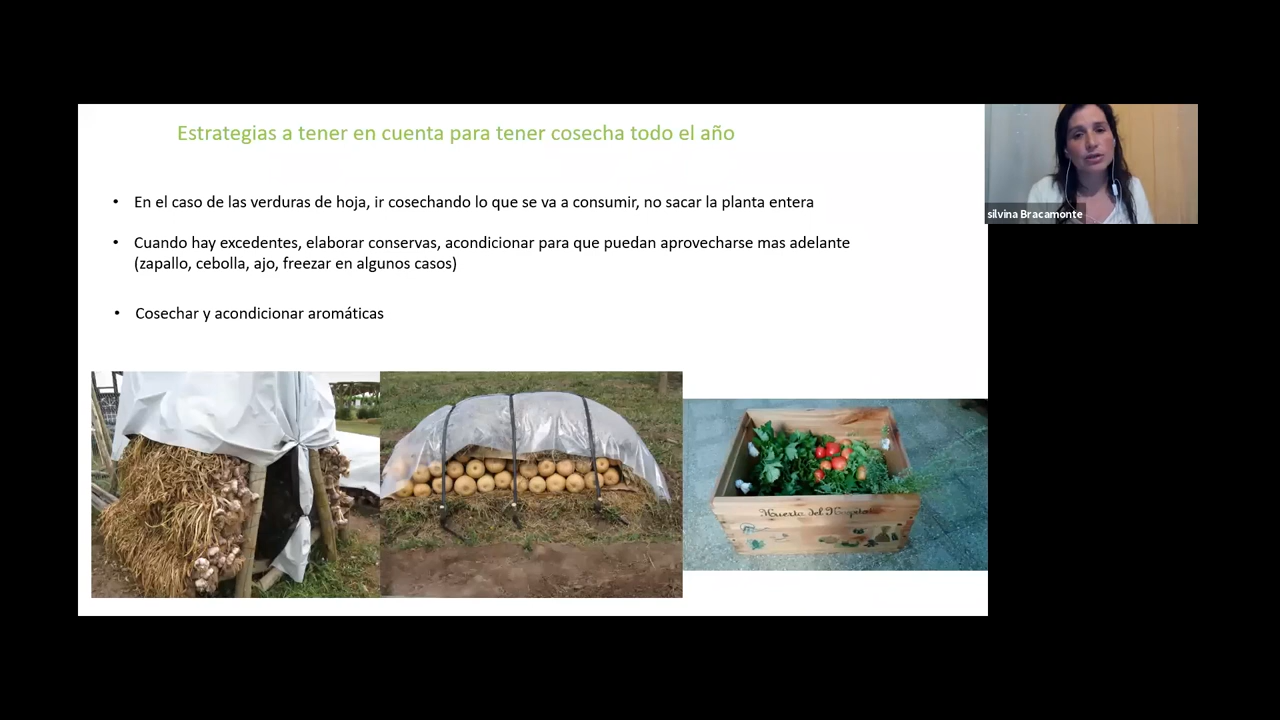 Estrategias a tener en cuenta para tener cosecha todo el año
silvina Bracamonte
• En el caso de las verduras de hoja, ir cosechando lo que se va a consumir, no sacar la planta entera
• Cuando hay excedentes, elaborar conservas, acondicionar para que puedan aprovecharse mas adelante
(zapallo, cebolla, ajo, freezar en algunos casos)
• Cosechar y acondicionar aromáticas
Huerta del